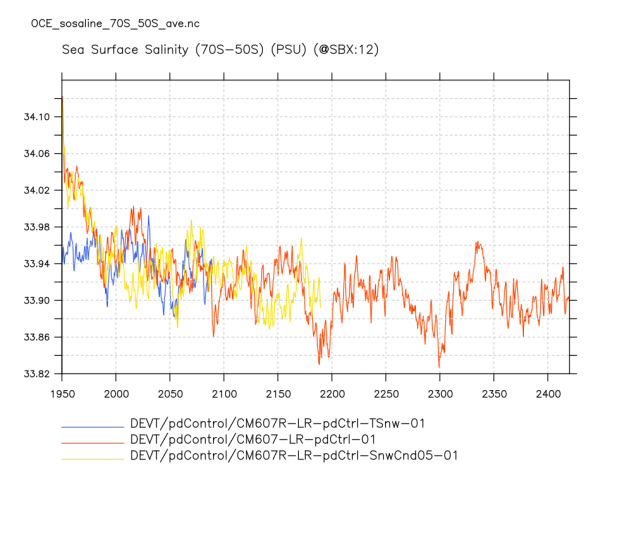 OCE_sosaline_70S_50S_ave.nc
Sea Surface Salinity (70S-50S) (PSU) (@SBX:12)
34.10
34.06
34.02
33.98
33.94
33.90
33.86
33.82
1950 2000 2050 2100 2150 2200 2250 2300 2350 2400
DEVT/pdControl/CM607R-LR-pdCtrl-TSnw-01
DEVT/pdControl/CM607-LR-pdCtrl-01
DEVT/pdControl/CM607R-LR-pdCtrl-SnwCnd05-01